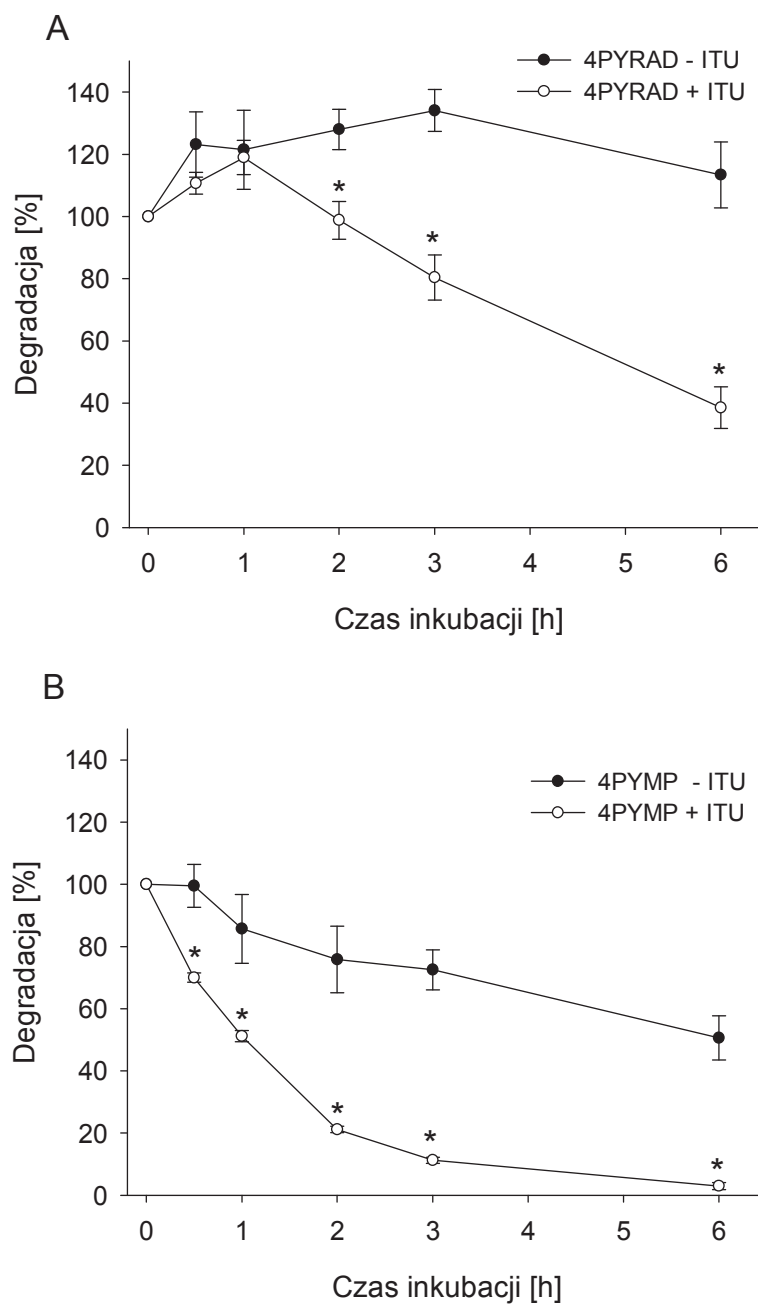 A
4PYRAD - ITU
4PYRAD + ITU
140
120
100
80
60
40
20
0
Degradacja [%]
* * *
0 1 2 3 4 5 6
Czas inkubacji [h]
B
4PYMP - ITU
4PYMP + ITU
140
120
100
80
60
40
20
0
Degradacja [%]
* * * * *
0 1 2 3 4 5 6
Czas inkubacji [h]